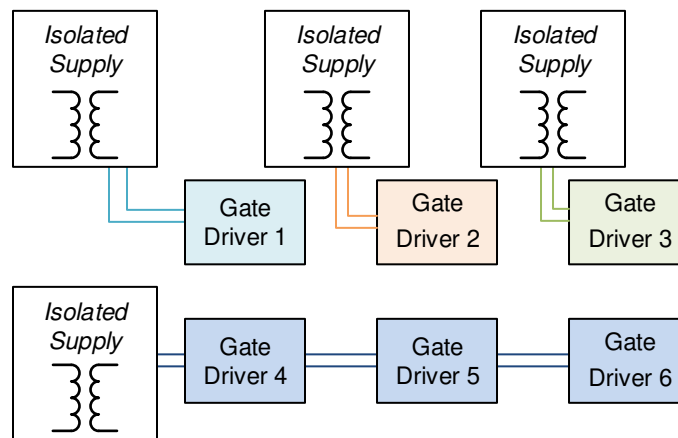 Isolated
Supply
Isolated
Supply
Isolated
Supply
Gate
Driver 1
Gate
Driver 2
Gate
Driver 3
Isolated
Supply
Gate
Driver 4
Gate
Driver 5
Gate
Driver 6